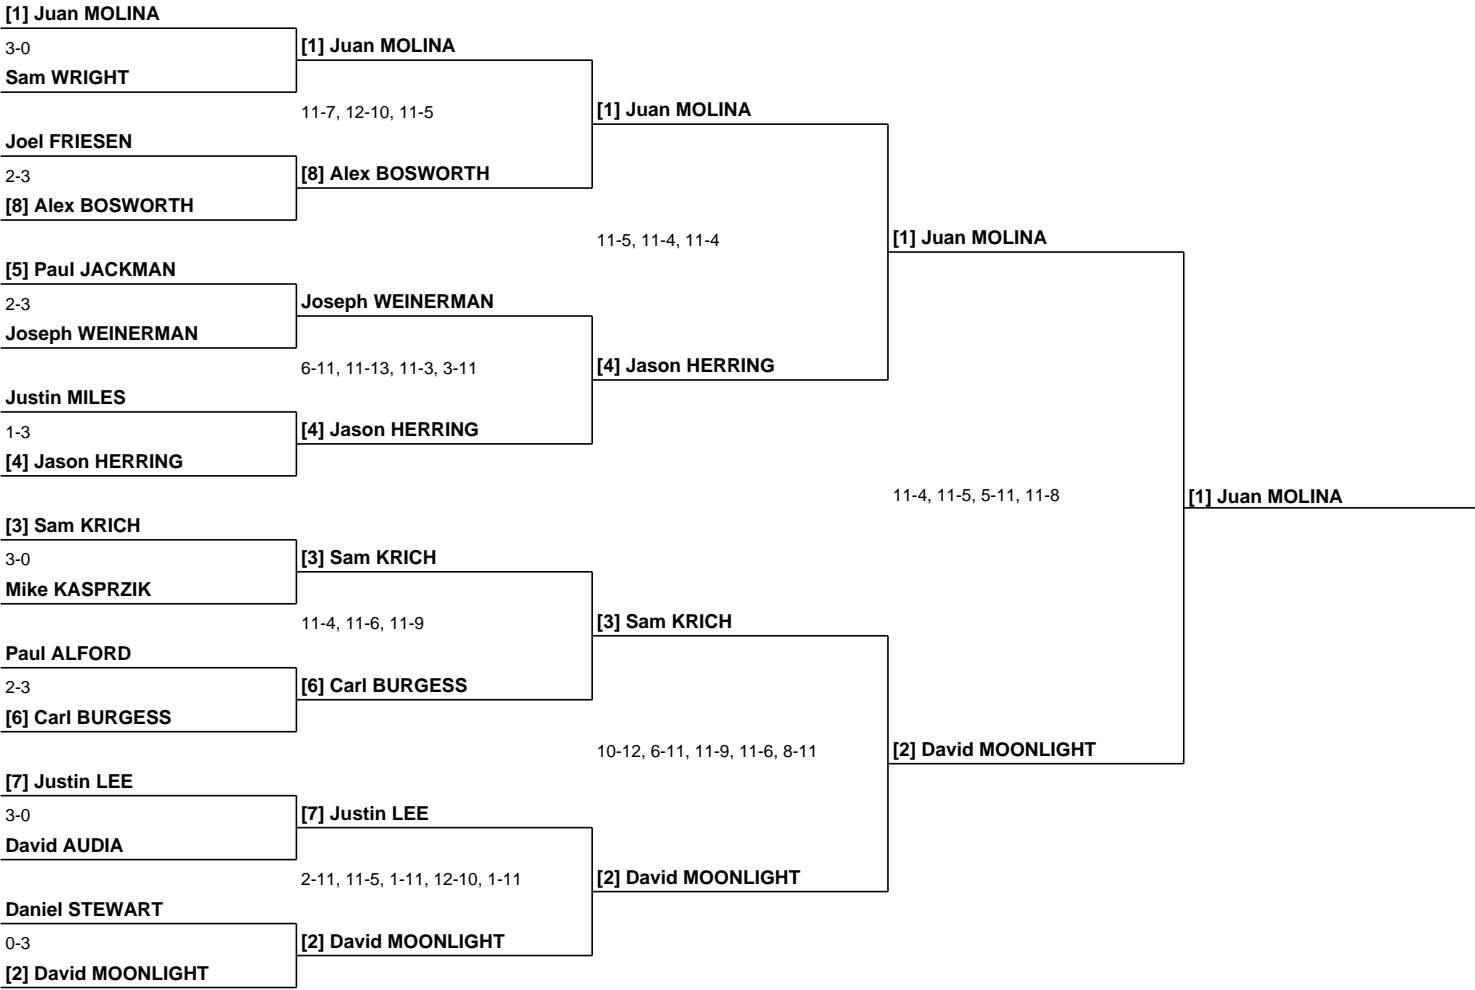 [1] Juan MOLINA
3-0
Sam WRIGHT
Joel FRIESEN
2-3
[8] Alex BOSWORTH
[5] Paul JACKMAN
2-3
Joseph WEINERMAN
Justin MILES
1-3
[4] Jason HERRING
[3] Sam KRICH
3-0
Mike KASPRZIK
Paul ALFORD
2-3
[6] Carl BURGESS
[7] Justin LEE
3-0
David AUDIA
Daniel STEWART
0-3
[2] David MOONLIGHT
[1] Juan MOLINA
11-7, 12-10, 11-5
[8] Alex BOSWORTH
Joseph WEINERMAN
6-11, 11-13, 11-3, 3-11
[4] Jason HERRING
[3] Sam KRICH
11-4, 11-6, 11-9
[6] Carl BURGESS
[7] Justin LEE
2-11, 11-5, 1-11, 12-10, 1-11
[2] David MOONLIGHT
[1] Juan MOLINA
11-5, 11-4, 11-4
[4] Jason HERRING
[3] Sam KRICH
10-12, 6-11, 11-9, 11-6, 8-11
[2] David MOONLIGHT
[1] Juan MOLINA
11-4, 11-5, 5-11, 11-8
[2] David MOONLIGHT
[1] Juan MOLINA